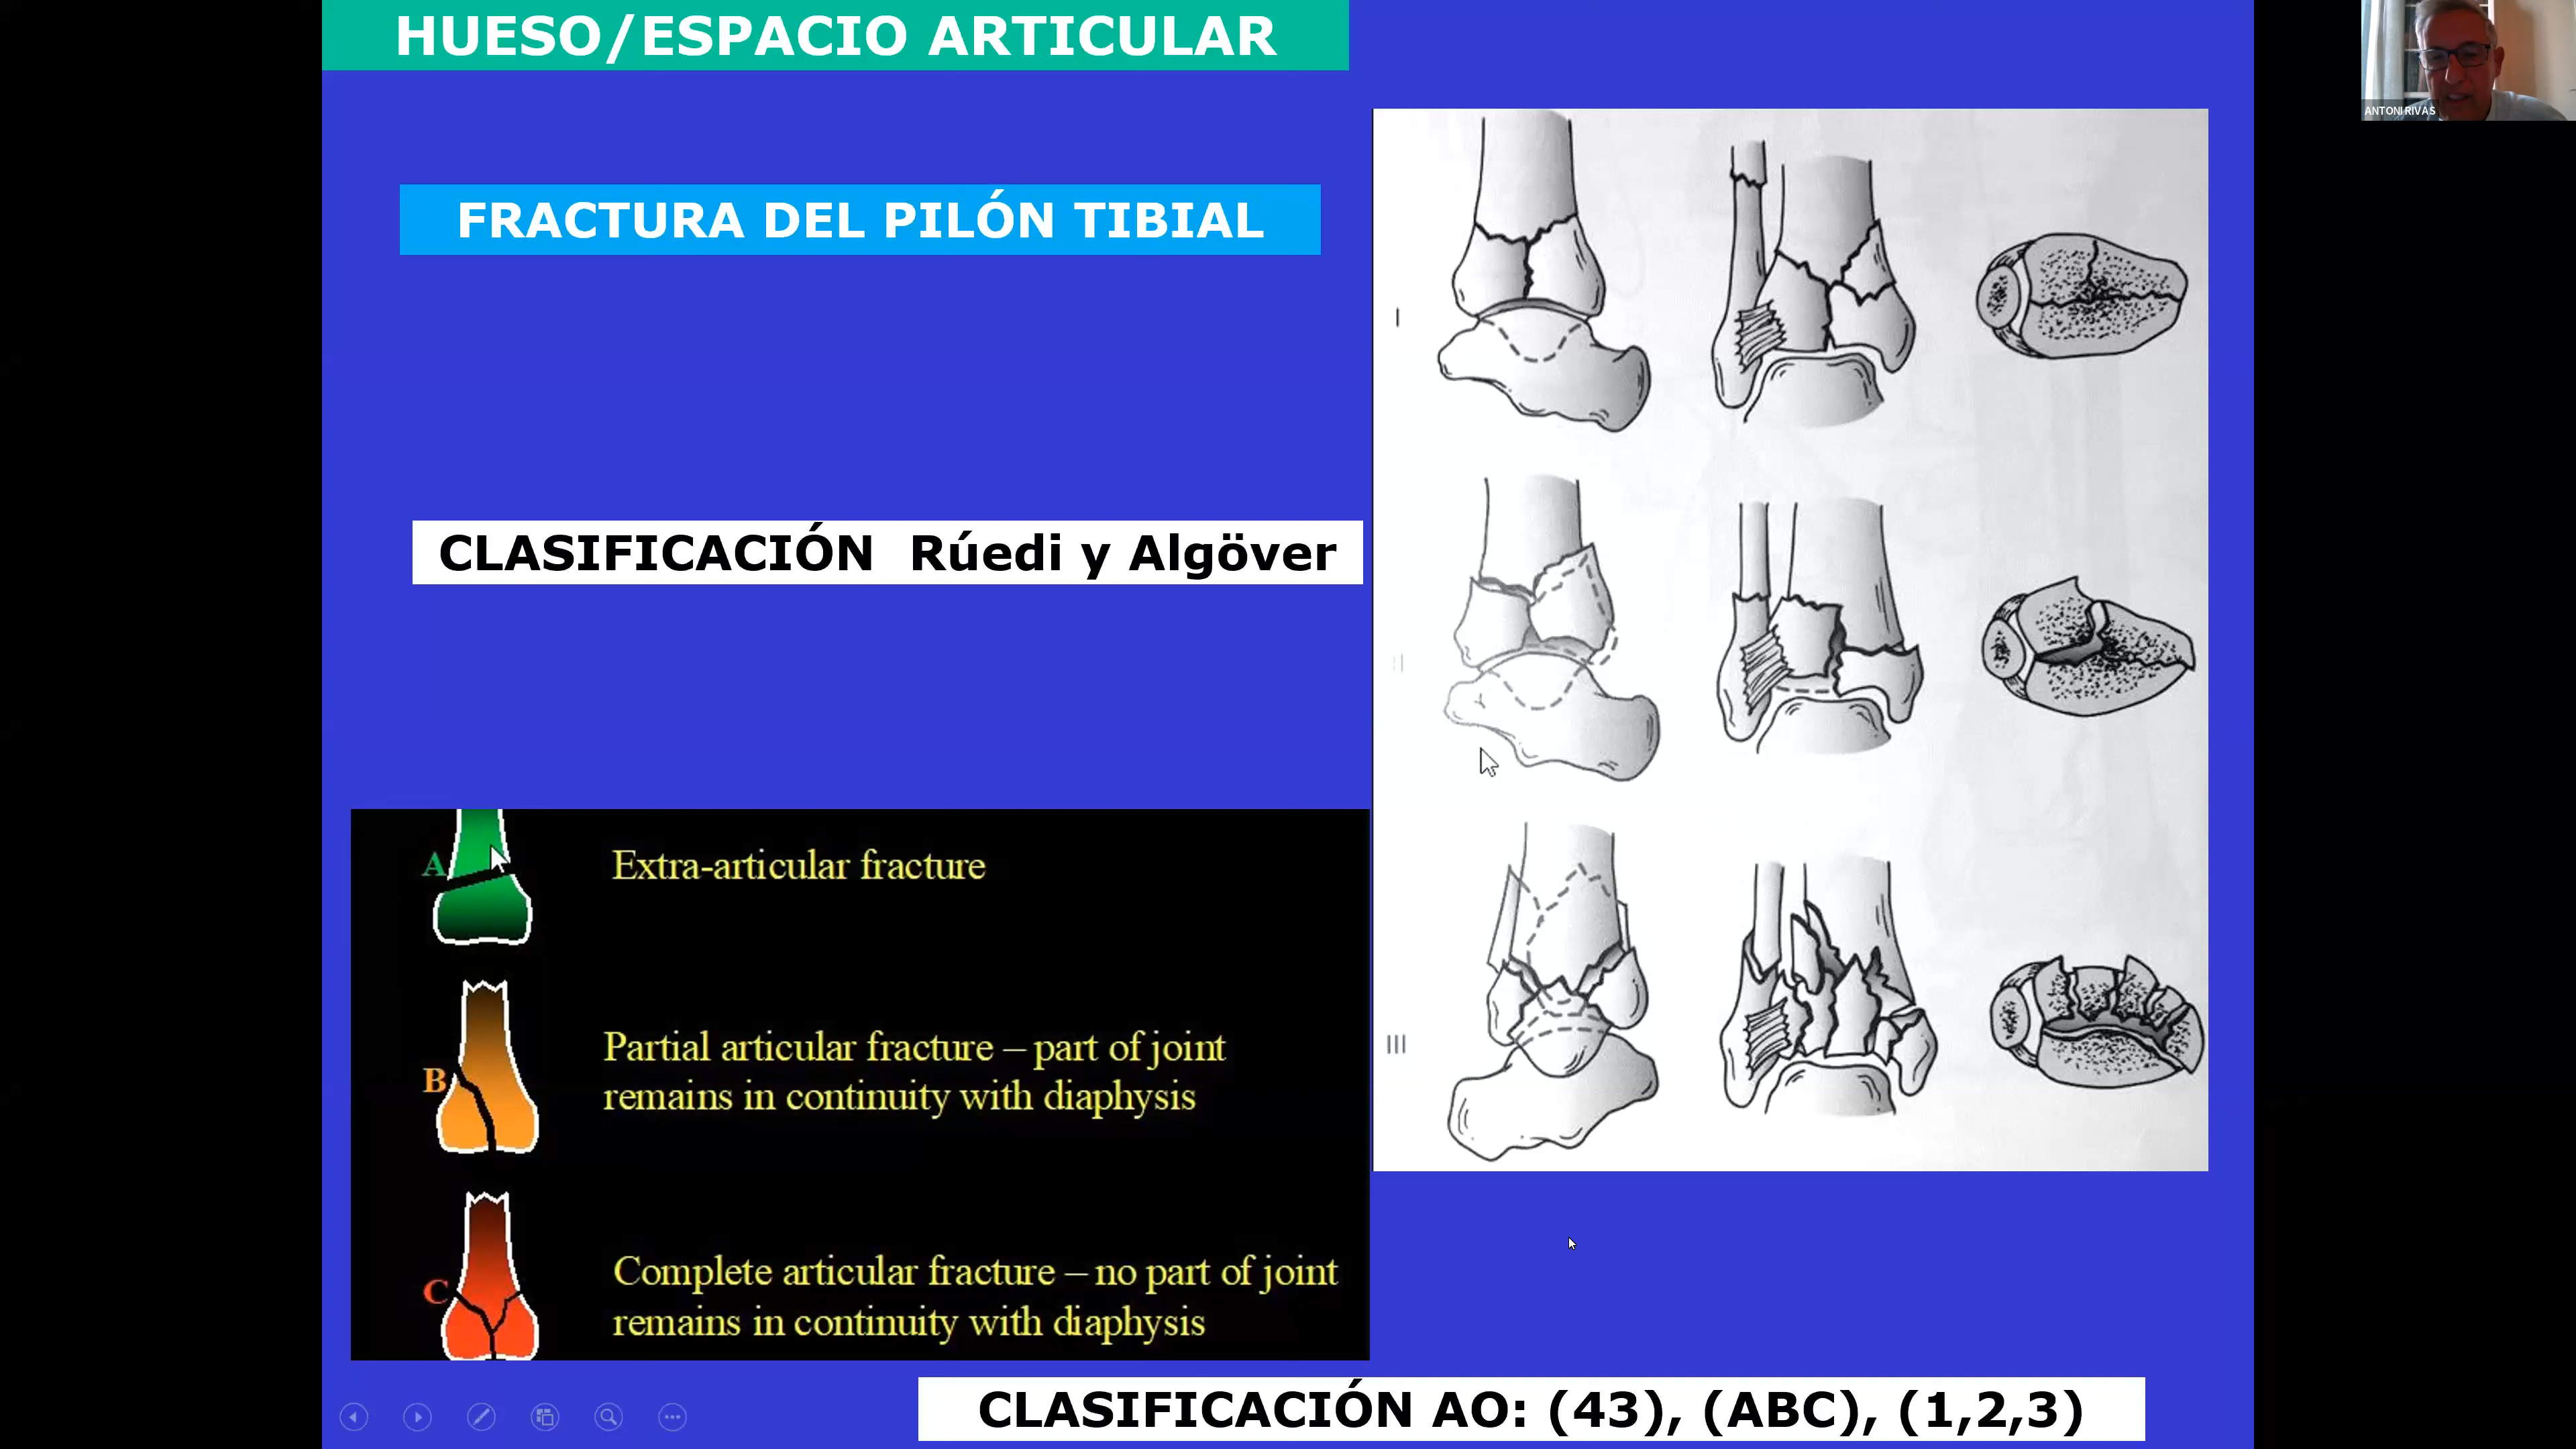 HUESO/ESPACIO ARTICULAR
ANTONI RIVAS
FRACTURA DEL PILÓN TIBIAL
CLASIFICACIÓN Rúedi y Algöver
I
II
III
A
Extra-articular fracture
B
Partial articular fracture – part of joint
remains in continuity with diaphysis
C
Complete articular fracture – no part of joint
remains in continuity with diaphysis
CLASIFICACIÓN AO: (43), (ABC), (1,2,3)